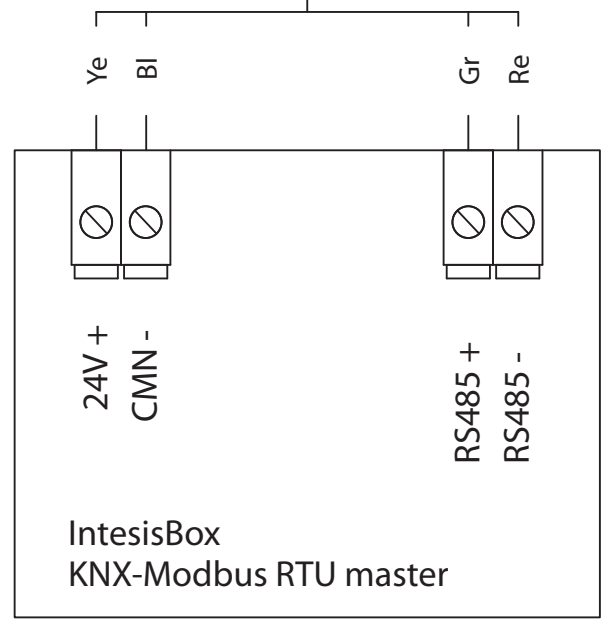 Ye
Bl
Gr
Re
24V +
CMN -
RS485 +
RS485 -
IntesisBox
KNX-Modbus RTU master